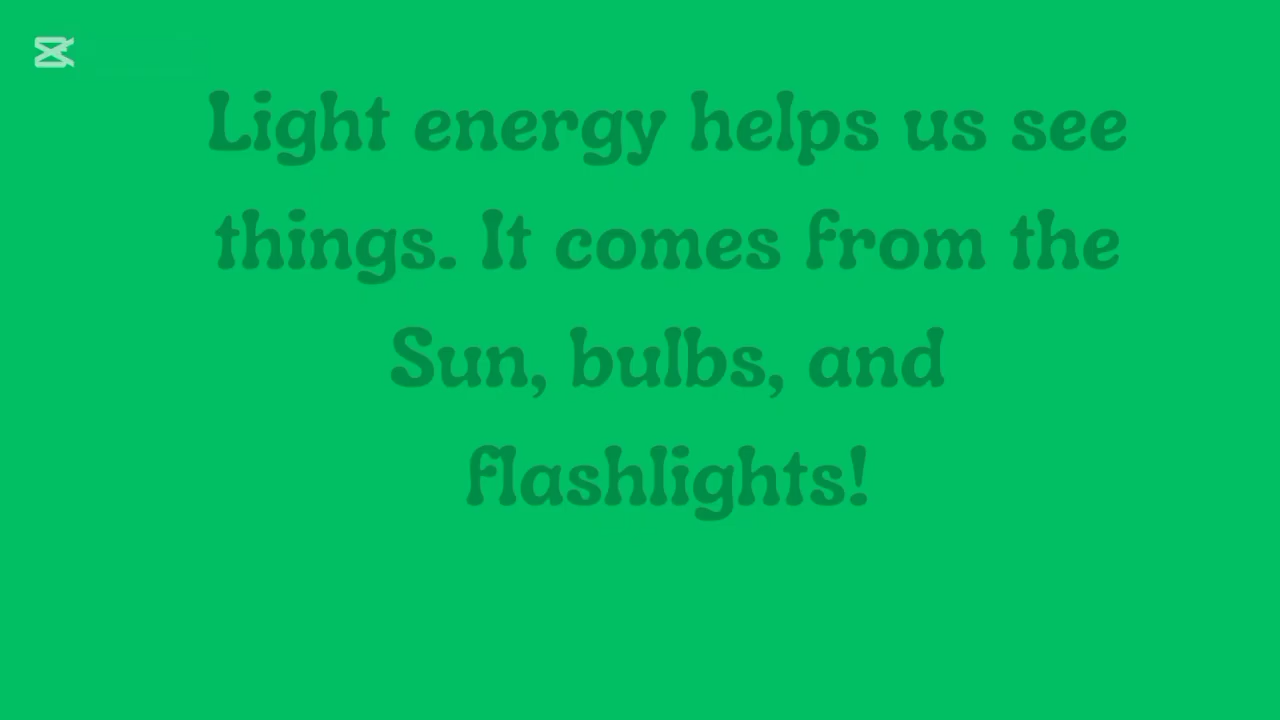 Light energy helps us see
things. It comes from the
Sun, bulbs, and
flashlights!